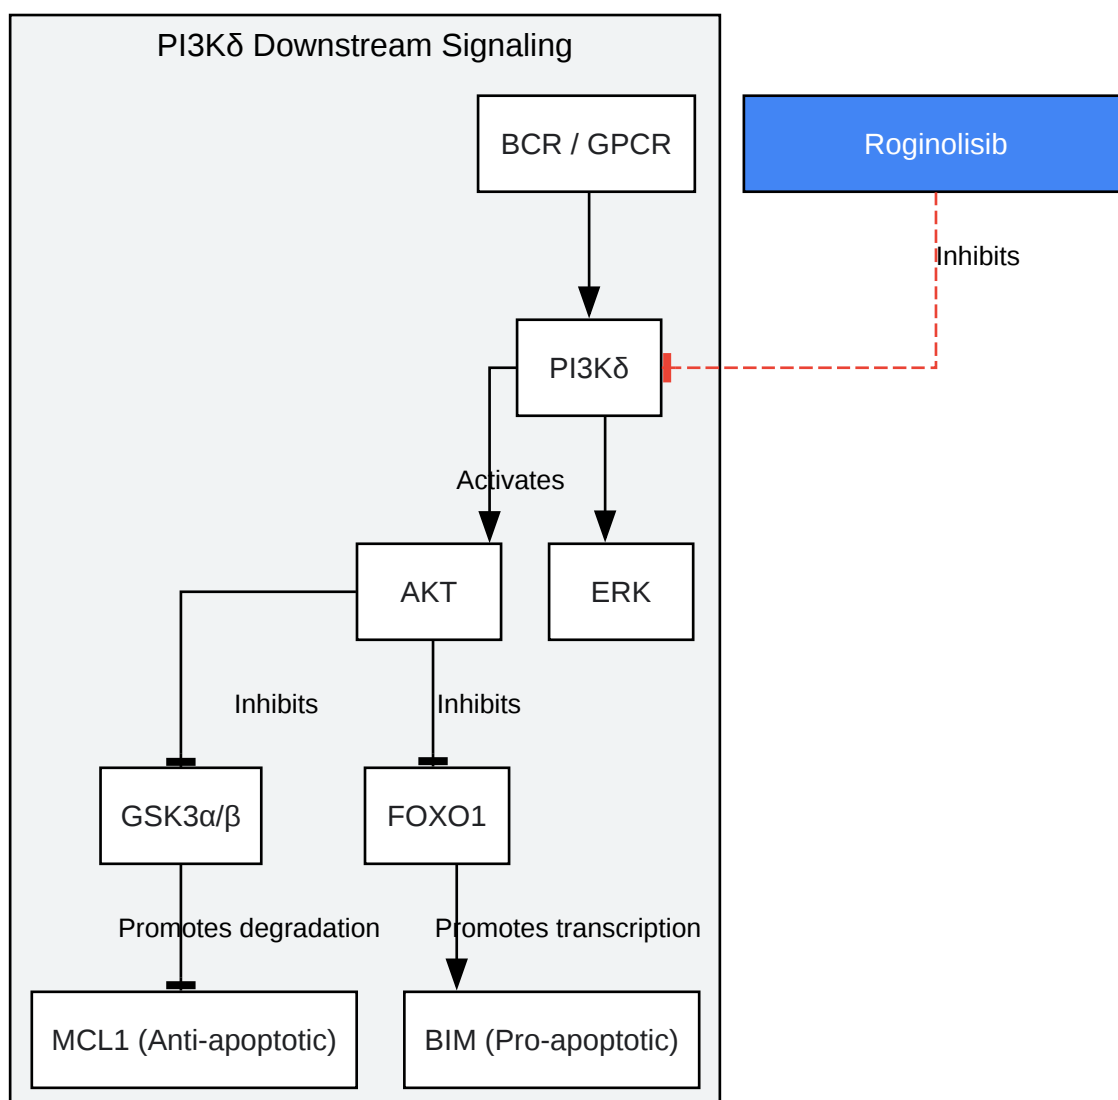 PI3Kδ Downstream Signaling
BCR / GPCR
Roginolisib
Inhibits
PI3Kδ
Activates
AKT
ERK
Inhibits
Inhibits
GSK3α/β
FOXO1
Promotes degradation
Promotes transcription
MCL1 (Anti-apoptotic)
BIM (Pro-apoptotic)